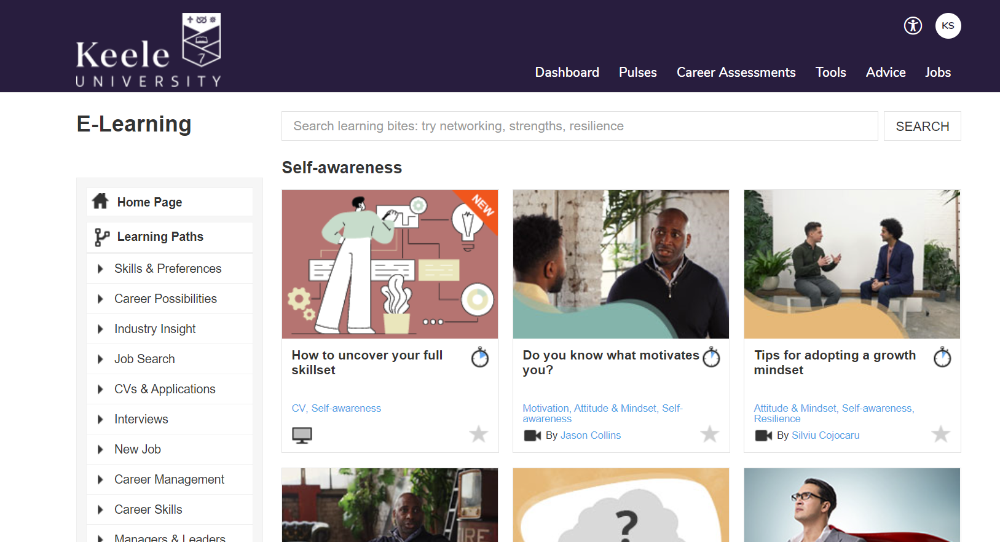 Keele
UNIVERSITY
7
KS
Dashboard
Pulses
Career Assessments
Tools
Advice
Jobs
E-Learning
Search learning bites: try networking, strengths, resilience
SEARCH
Home Page
Learning Paths
Skills & Preferences
Career Possibilities
Industry Insight
Job Search
CVs & Applications
Interviews
New Job
Career Management
Career Skills
Managers & Leaders
Self-awareness
NEW
How to uncover your full
skillset
CV, Self-awareness
Do you know what motivates
you?
Motivation, Attitude & Mindset, Self-
awareness
By Jason Collins
Tips for adopting a growth
mindset
Attitude & Mindset, Self-awareness,
Resilience
By Silviu Cojocaru
?